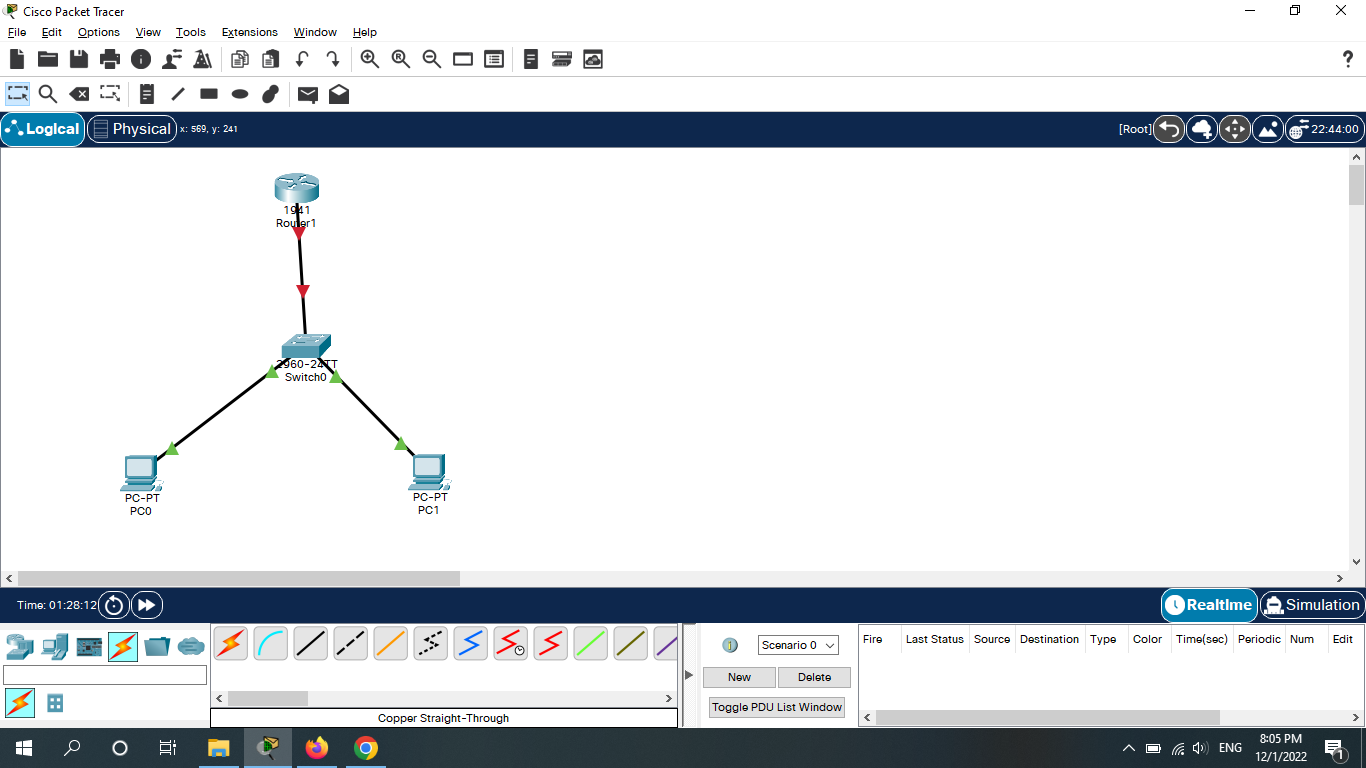 Cisco Packet Tracer
File Edit Options View Tools Extensions Window Help
Logical Physical x: 569, y: 241 [Root] 22:44:00
1941
Router1
2960-24TT
Switch0
PC-PT
PC0
PC-PT
PC1
Time: 01:28:12 Realtime Simulation
Scenario 0
New Delete
Toggle PDU List Window
Fire Last Status Source Destination Type Color Time(sec) Periodic Num Edit
Copper Straight-Through
ENG
8:05 PM
12/1/2022
1